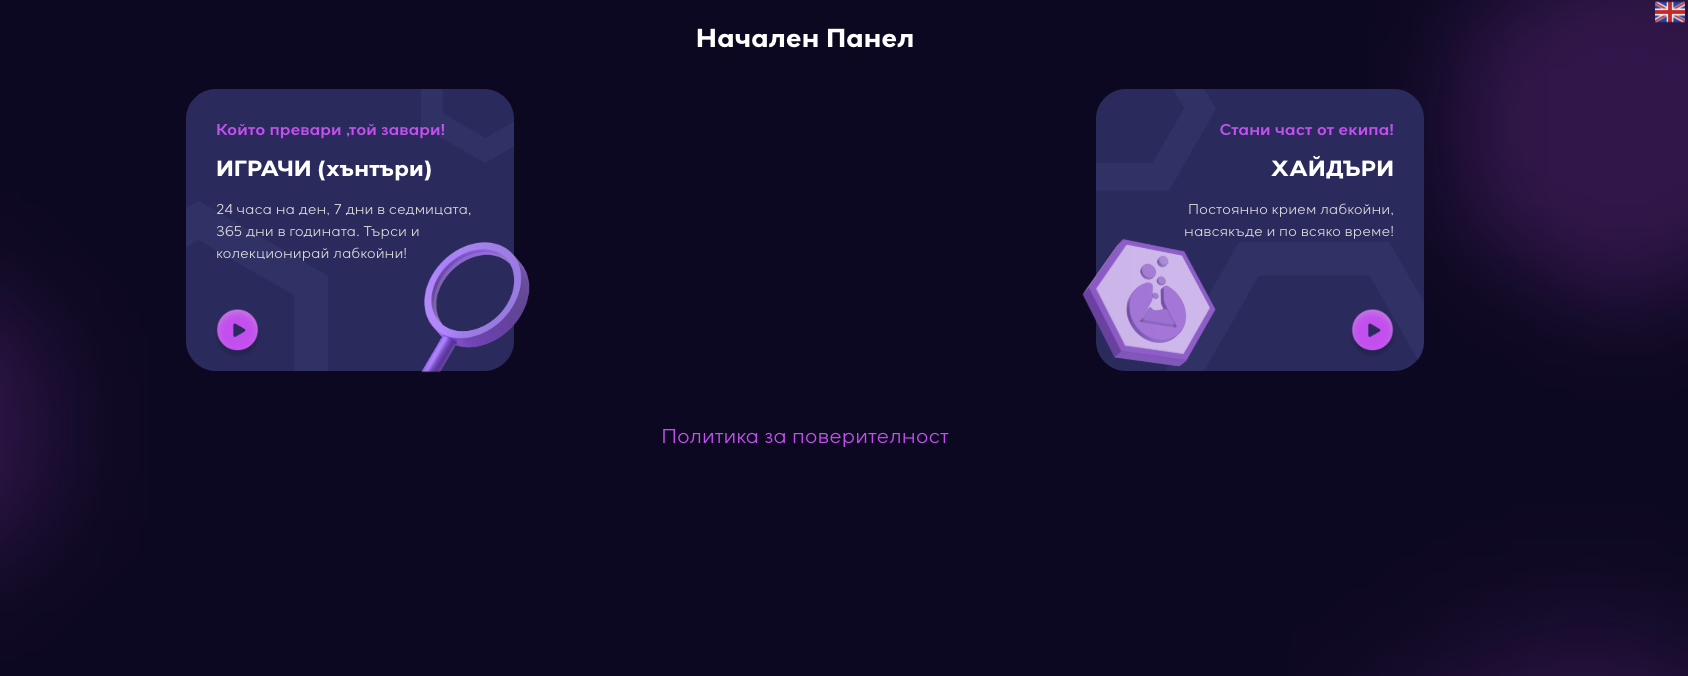 Начален Панел
Който превари ,той завари!
ИГРАЧИ (хънтъри)
24 часа на ден, 7 дни в седмицата,
365 дни в годината. Търси и
колекционирай лабкойни!
Стани част от екипа!
ХАЙДЪРИ
Постоянно крием лабкойни,
навсякъде и по всяко време!
Политика за поверителност